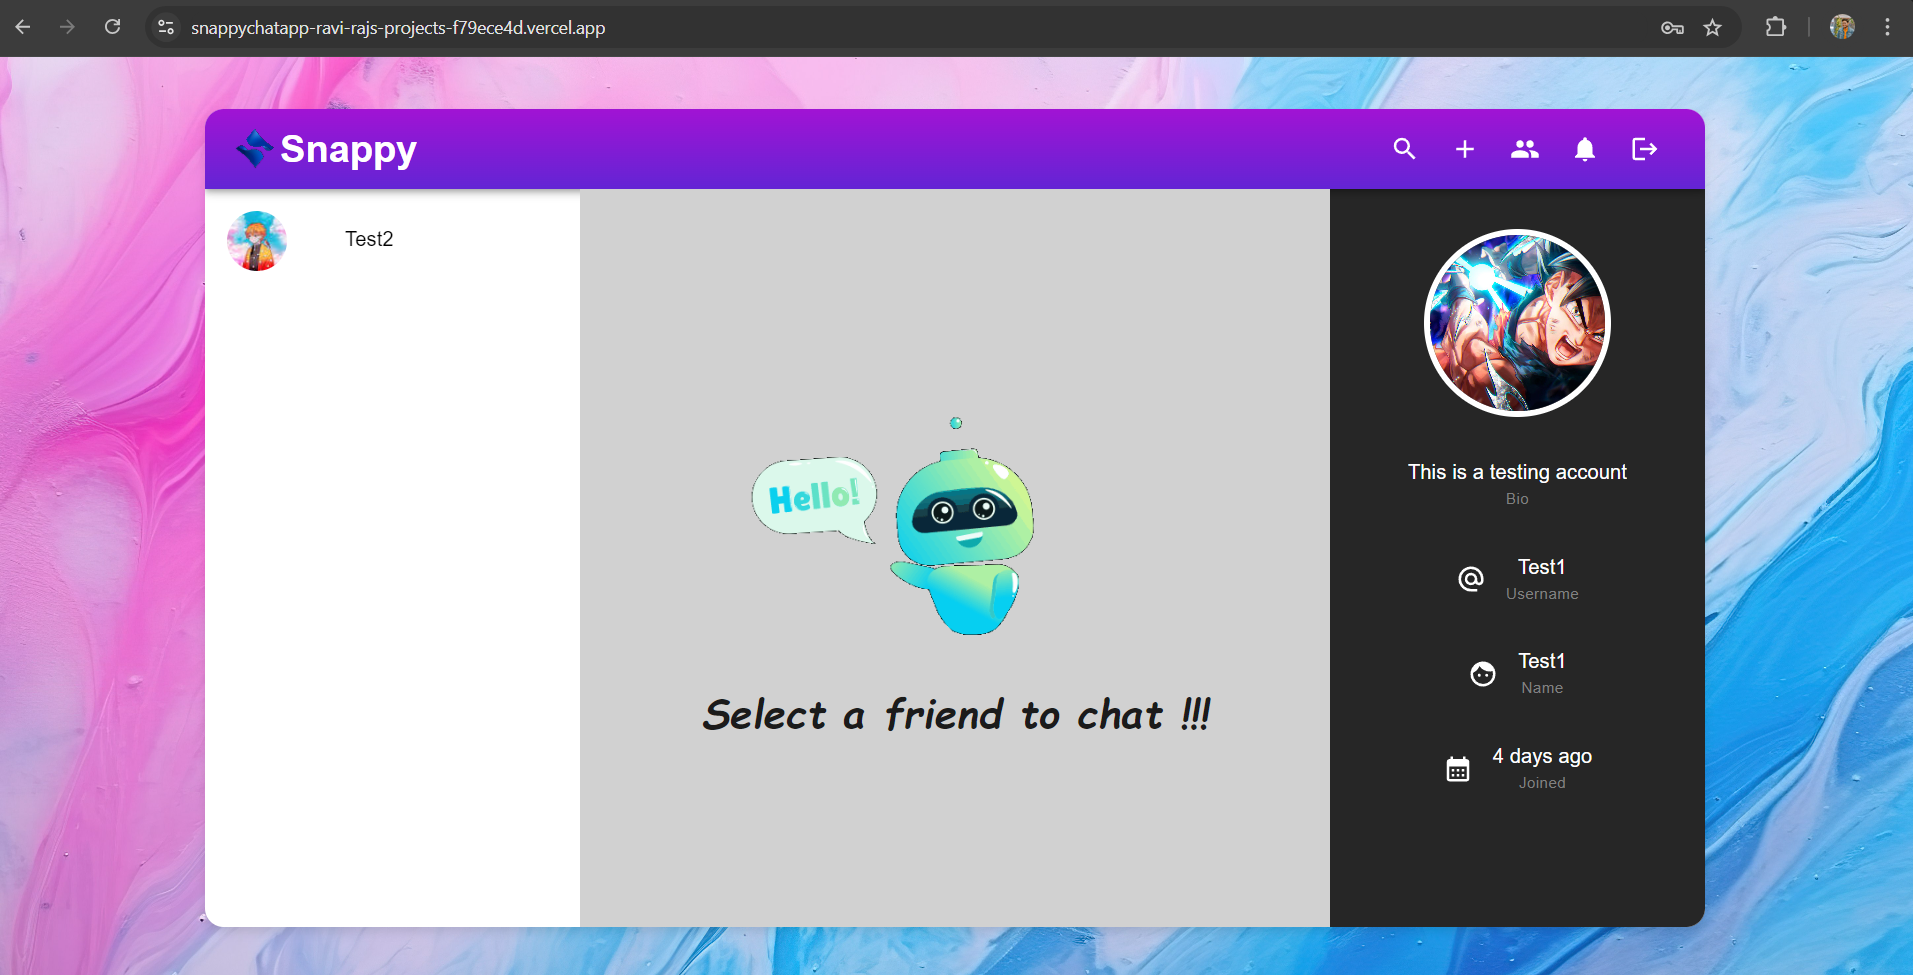 snappychatapp-ravi-rajs-projects-f79ece4d.vercel.app
Snappy
Test2
Hello!
Select a friend to chat !!!
This is a testing account
Bio
Test1
Username
Test1
Name
4 days ago
Joined